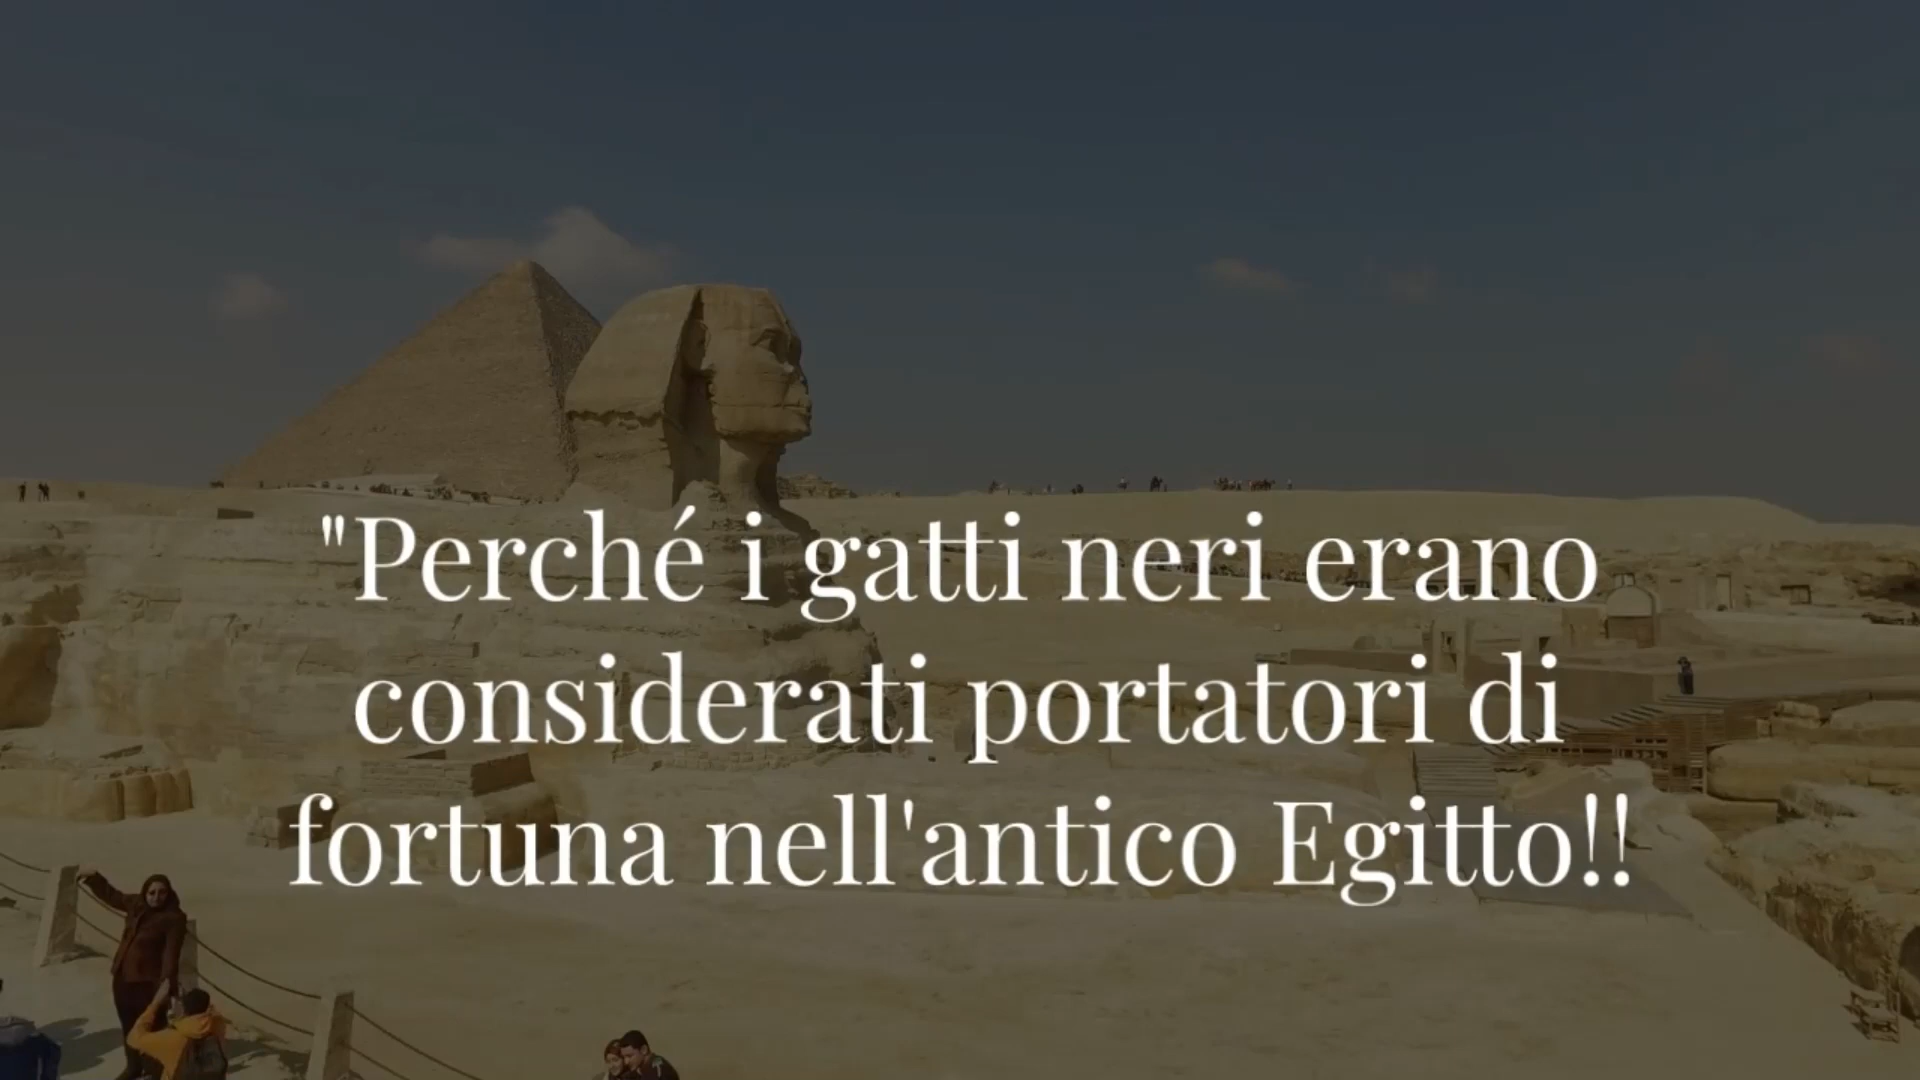 "Perché i gatti neri erano
considerati portatori di
fortuna nell'antico Egitto!!